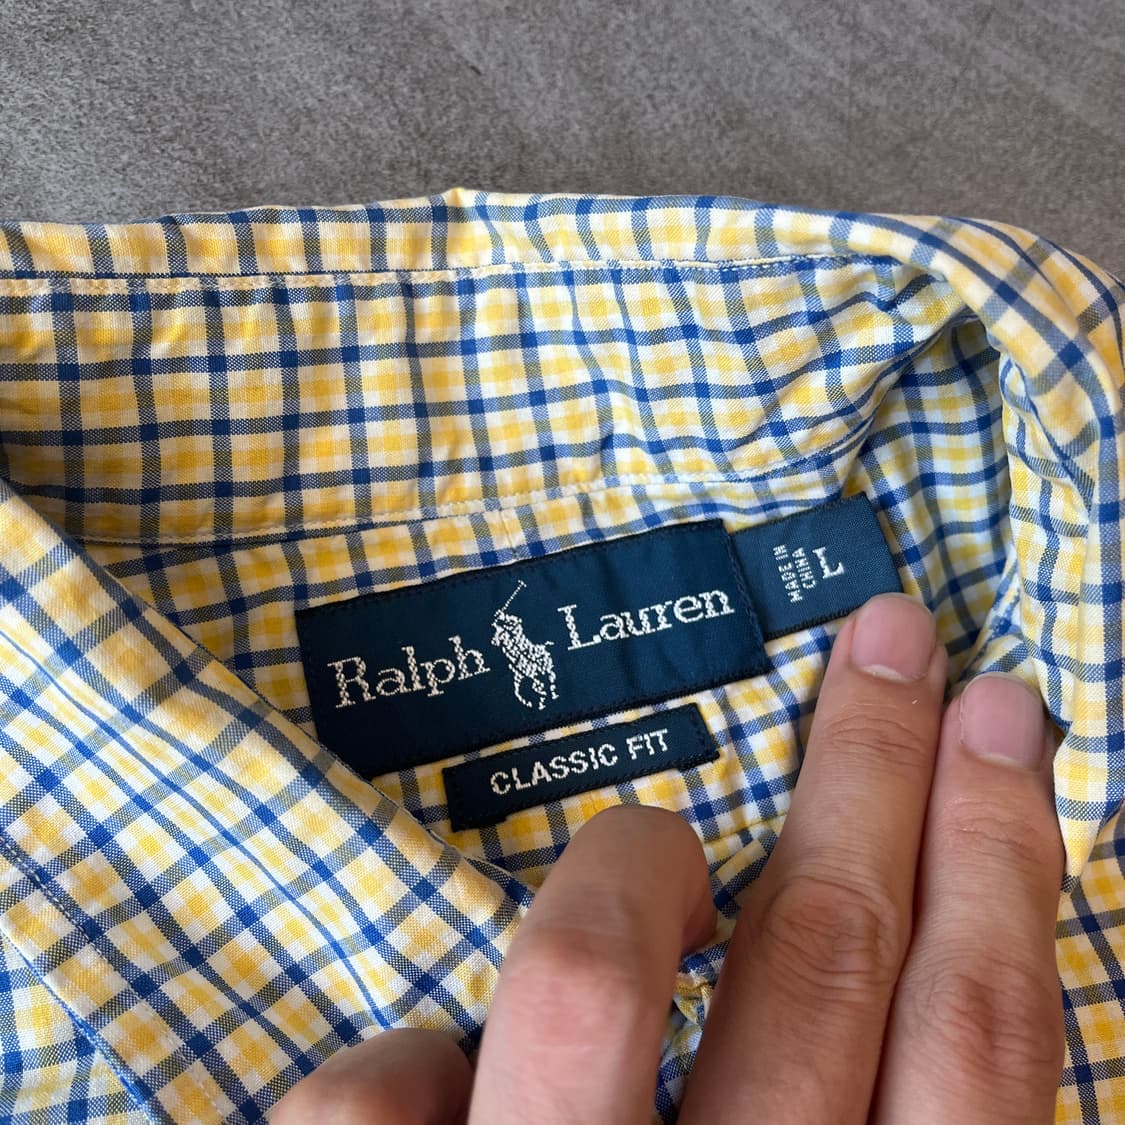 Ralph Lauren
MADE IN
CHINA
L
CLASSIC FIT